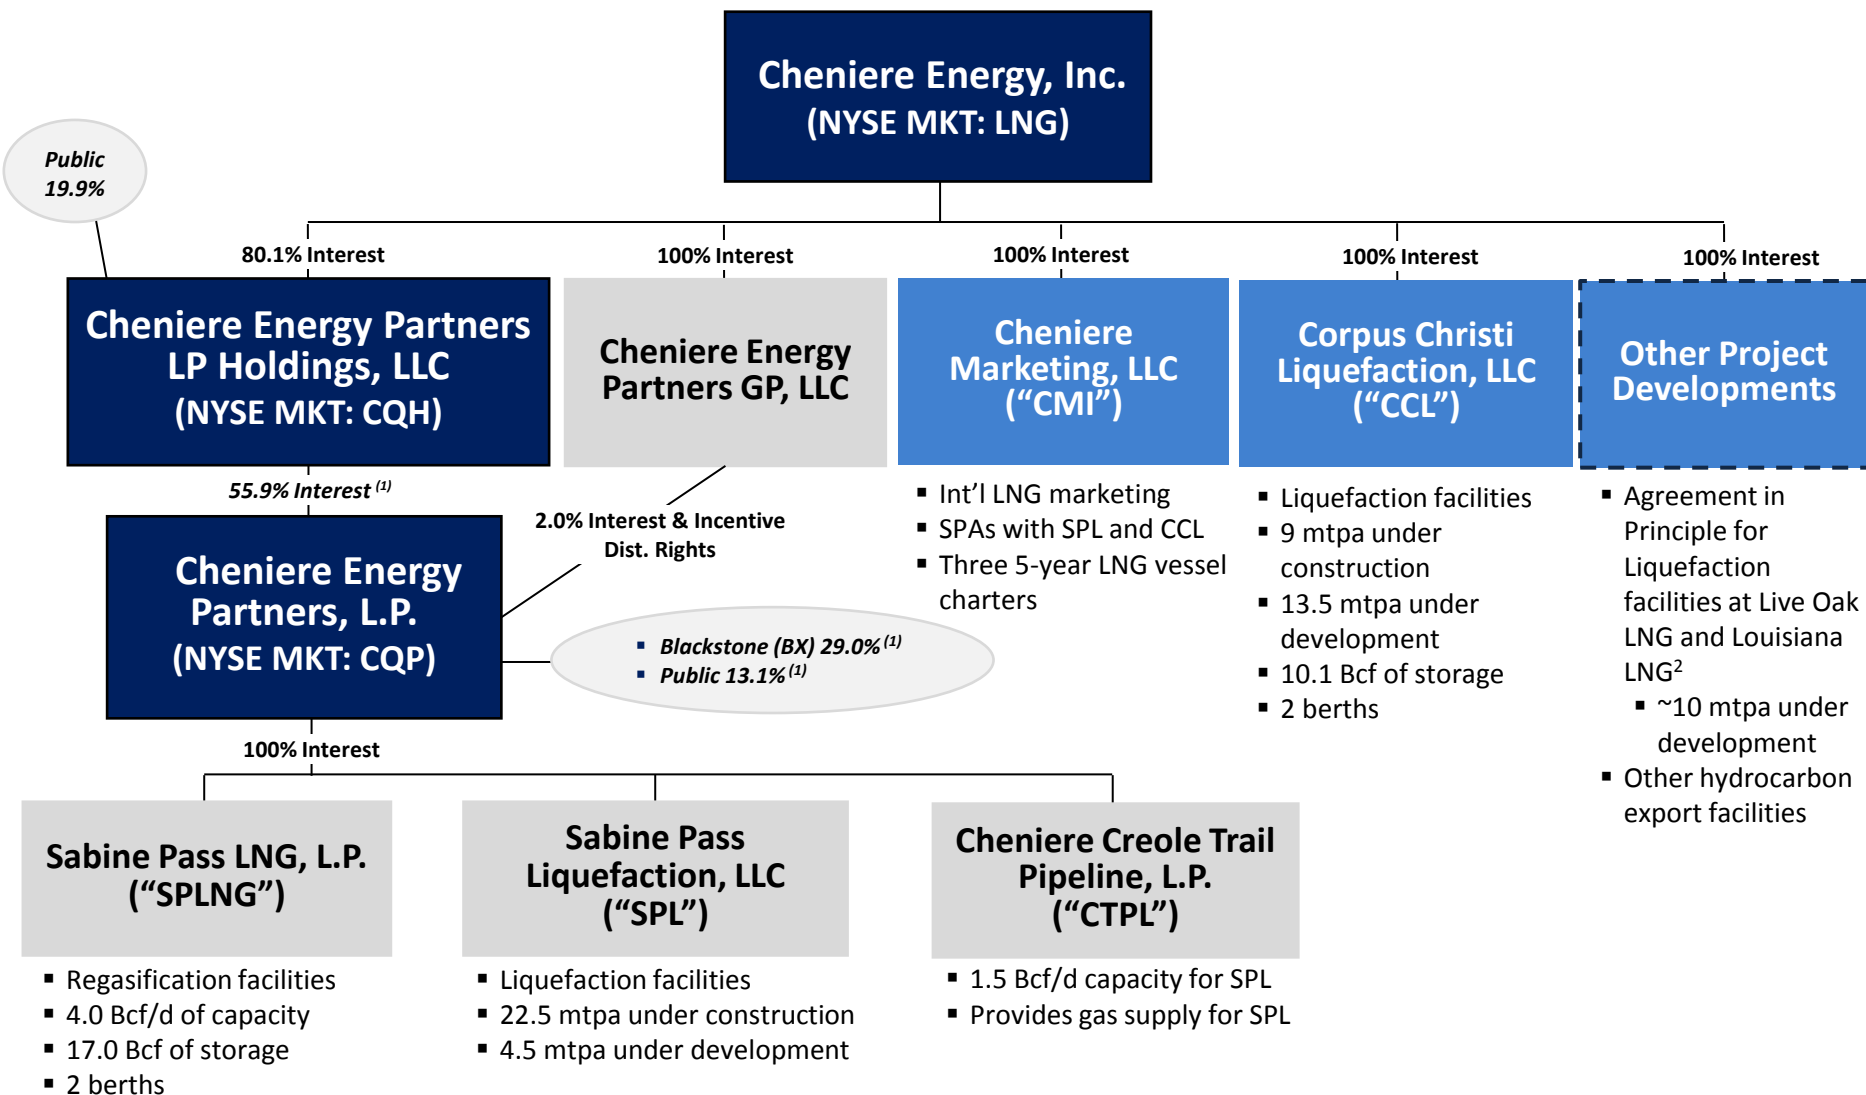 Cheniere Energy, Inc.
(NYSE MKT: LNG)
Public
19.9%
80.1% Interest
100% Interest
100% Interest
100% Interest
100% Interest
Cheniere Energy Partners
LP Holdings, LLC
(NYSE MKT: CQH)
Cheniere Energy
Partners GP, LLC
Cheniere
Marketing, LLC
(“CMI”)
Corpus Christi
Liquefaction, LLC
(“CCL”)
Other Project
Developments
55.9% Interest (1)
2.0% Interest & Incentive
Dist. Rights
▪ Int’l LNG marketing
▪ SPAs with SPL and CCL
▪ Three 5-year LNG vessel
charters
▪ Liquefaction facilities
▪ 9 mtpa under
construction
▪ 13.5 mtpa under
development
▪ 10.1 Bcf of storage
▪ 2 berths
▪ Agreement in
Principle for
Liquefaction
facilities at Live Oak
LNG and Louisiana
LNG2
▪ ~10 mtpa under
development
▪ Other hydrocarbon
export facilities
Cheniere Energy
Partners, L.P.
(NYSE MKT: CQP)
▪ Blackstone (BX) 29.0% (1)
▪ Public 13.1% (1)
100% Interest
Sabine Pass LNG, L.P.
(“SPLNG”)
Sabine Pass
Liquefaction, LLC
(“SPL”)
Cheniere Creole Trail
Pipeline, L.P.
(“CTPL”)
▪ Regasification facilities
▪ 4.0 Bcf/d of capacity
▪ 17.0 Bcf of storage
▪ 2 berths
▪ Liquefaction facilities
▪ 22.5 mtpa under construction
▪ 4.5 mtpa under development
▪ 1.5 Bcf/d capacity for SPL
▪ Provides gas supply for SPL